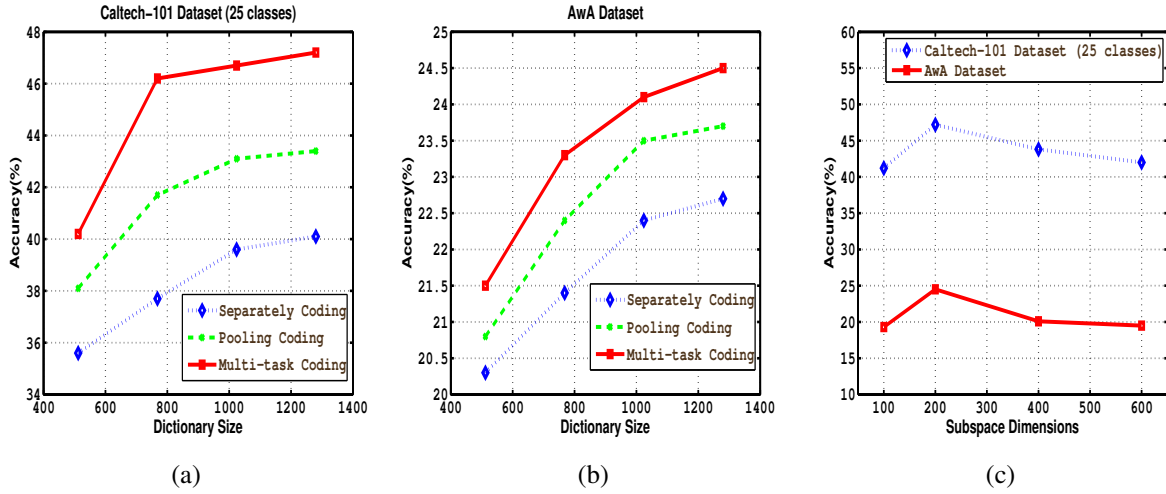 Caltech−101 Dataset (25 classes)
48
46
44
42
40
38
36
34
Accuracy(%)
Separately Coding
Pooling Coding
Multi-task Coding
400 600 800 1000 1200 1400
Dictionary Size
(a)
AwA Dataset
24.5
24
23.5
23
22.5
22
21.5
21
20.5
20
Accuracy(%)
Separately Coding
Pooling Coding
Multi-task Coding
400 600 800 1000 1200 1400
Dictionary Size
(b)
60
55
50
45
40
35
30
25
20
15
10
Accuracy(%)
Caltech-101 Dataset (25 classes)
AwA Dataset
100 200 300 400 500 600
Subspace Dimensions
(c)